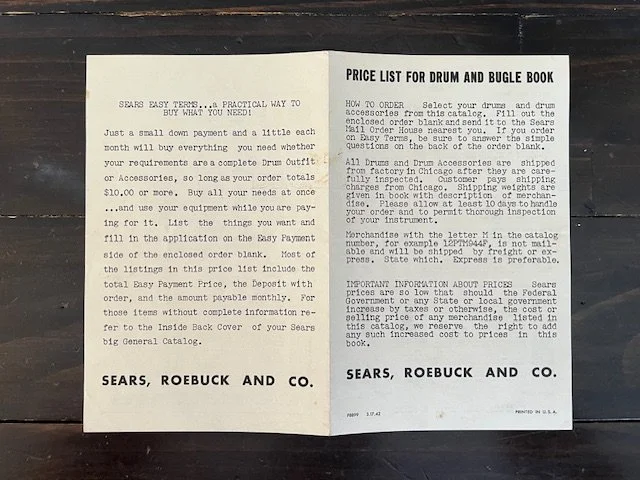 SEARS EASY TERMS...a PRACTICAL WAY TO
BUY WHAT YOU NEED!
Just a small down payment and a little each
month will buy everything you need whether
your requirements are a complete Drum Outfit
or Accessories, so long as your order totals
$10.00 or more. Buy all your needs at once
...and use your equipment while you are pay-
ing for it. List the things you want and
fill in the application on the Easy Payment
side of the enclosed order blank. Most of
the listings in this price list include the
total Easy Payment Price, the Deposit with
order, and the amount payable monthly. For
those items without complete information re-
fer to the Inside Back Cover of your Sears
big General Catalog.
SEARS, ROEBUCK AND CO.
PRICE LIST FOR DRUM AND BUGLE BOOK
HOW TO ORDER Select your drums and drum
accessories from this catalog. Fill out the
enclosed order blank and send it to the Sears
Mail Order House nearest you. If you order
on Easy Terms, be sure to answer the simple
questions on the back of the order blank.
All Drums and Drum Accessories are shipped
from factory in Chicago after they are care-
fully inspected. Customer pays shipping
charges from Chicago. Shipping weights are
given in book with description of merchan-
dise. Please allow at least 10 days to handle
your order and to permit thorough inspection
of your instrument.
Merchandise with the letter M in the catalog
number, for example 12PTM944F, is not mail-
able and will be shipped by freight or ex-
press. State which. Express is preferable.
IMPORTANT INFORMATION ABOUT PRICES Sears
prices are so low that should the Federal
Government or any State or local government
increase by taxes or otherwise, the cost or
selling price of any merchandise listed in
this catalog, we reserve the right to add
any such increased cost to prices in this
book.
SEARS, ROEBUCK AND CO.
F8899 3.17.42
PRINTED IN U.S.A.